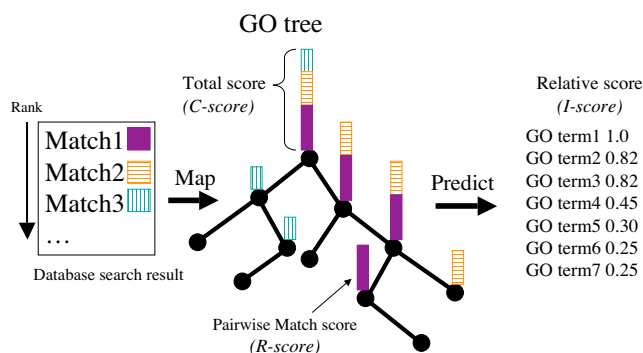 GO tree
Total score
(C-score)
Relative score
(I-score)
Rank
Match1
Match2
Match3
...
Database search result
Map
Predict
GO term1 1.0
GO term2 0.82
GO term3 0.82
GO term4 0.45
GO term5 0.30
GO term6 0.25
GO term7 0.25
Pairwise Match score
(R-score)